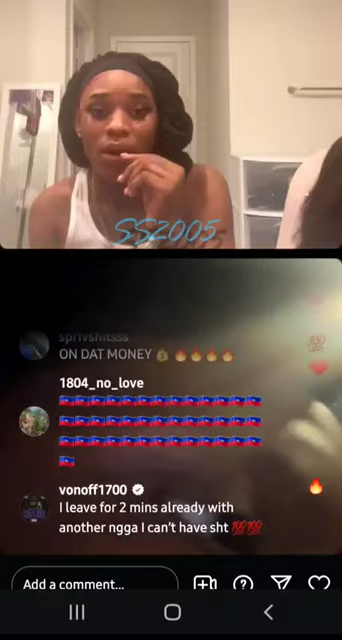 SS2005
sprivshitsss
ON DAT MONEY 💰🔥🔥🔥🔥
1804_no_love
🇭🇹🇭🇹🇭🇹🇭🇹🇭🇹🇭🇹🇭🇹🇭🇹🇭🇹🇭🇹🇭🇹🇭🇹🇭🇹
🇭🇹🇭🇹🇭🇹🇭🇹🇭🇹🇭🇹🇭🇹🇭🇹🇭🇹🇭🇹🇭🇹🇭🇹🇭🇹
🇭🇹🇭🇹🇭🇹🇭🇹🇭🇹🇭🇹🇭🇹🇭🇹🇭🇹🇭🇹🇭🇹🇭🇹🇭🇹
🇭🇹
vonoff1700
I leave for 2 mins already with
another ngga I can't have sht 💯💯
Add a comment...